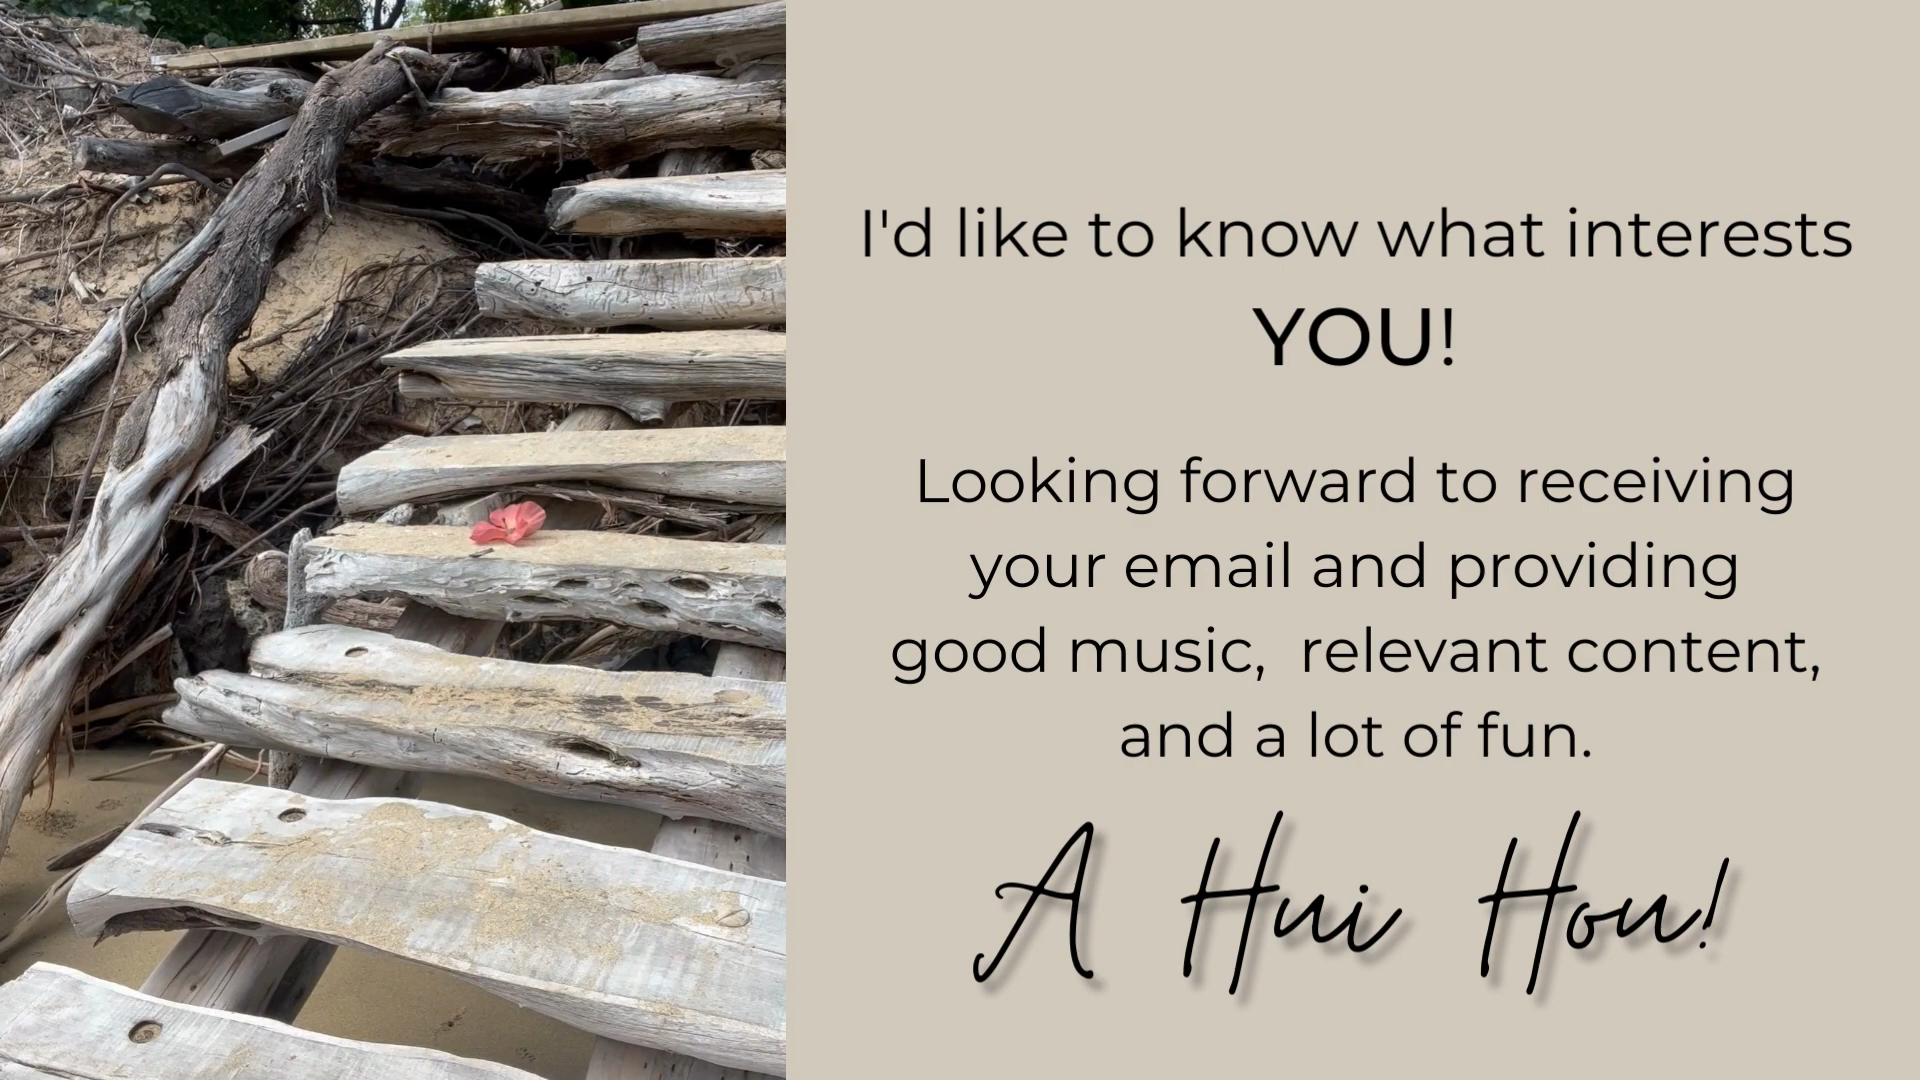 I'd like to know what interests
YOU!
Looking forward to receiving
your email and providing
good music,  relevant content,
and a lot of fun.
A Hui Hou!